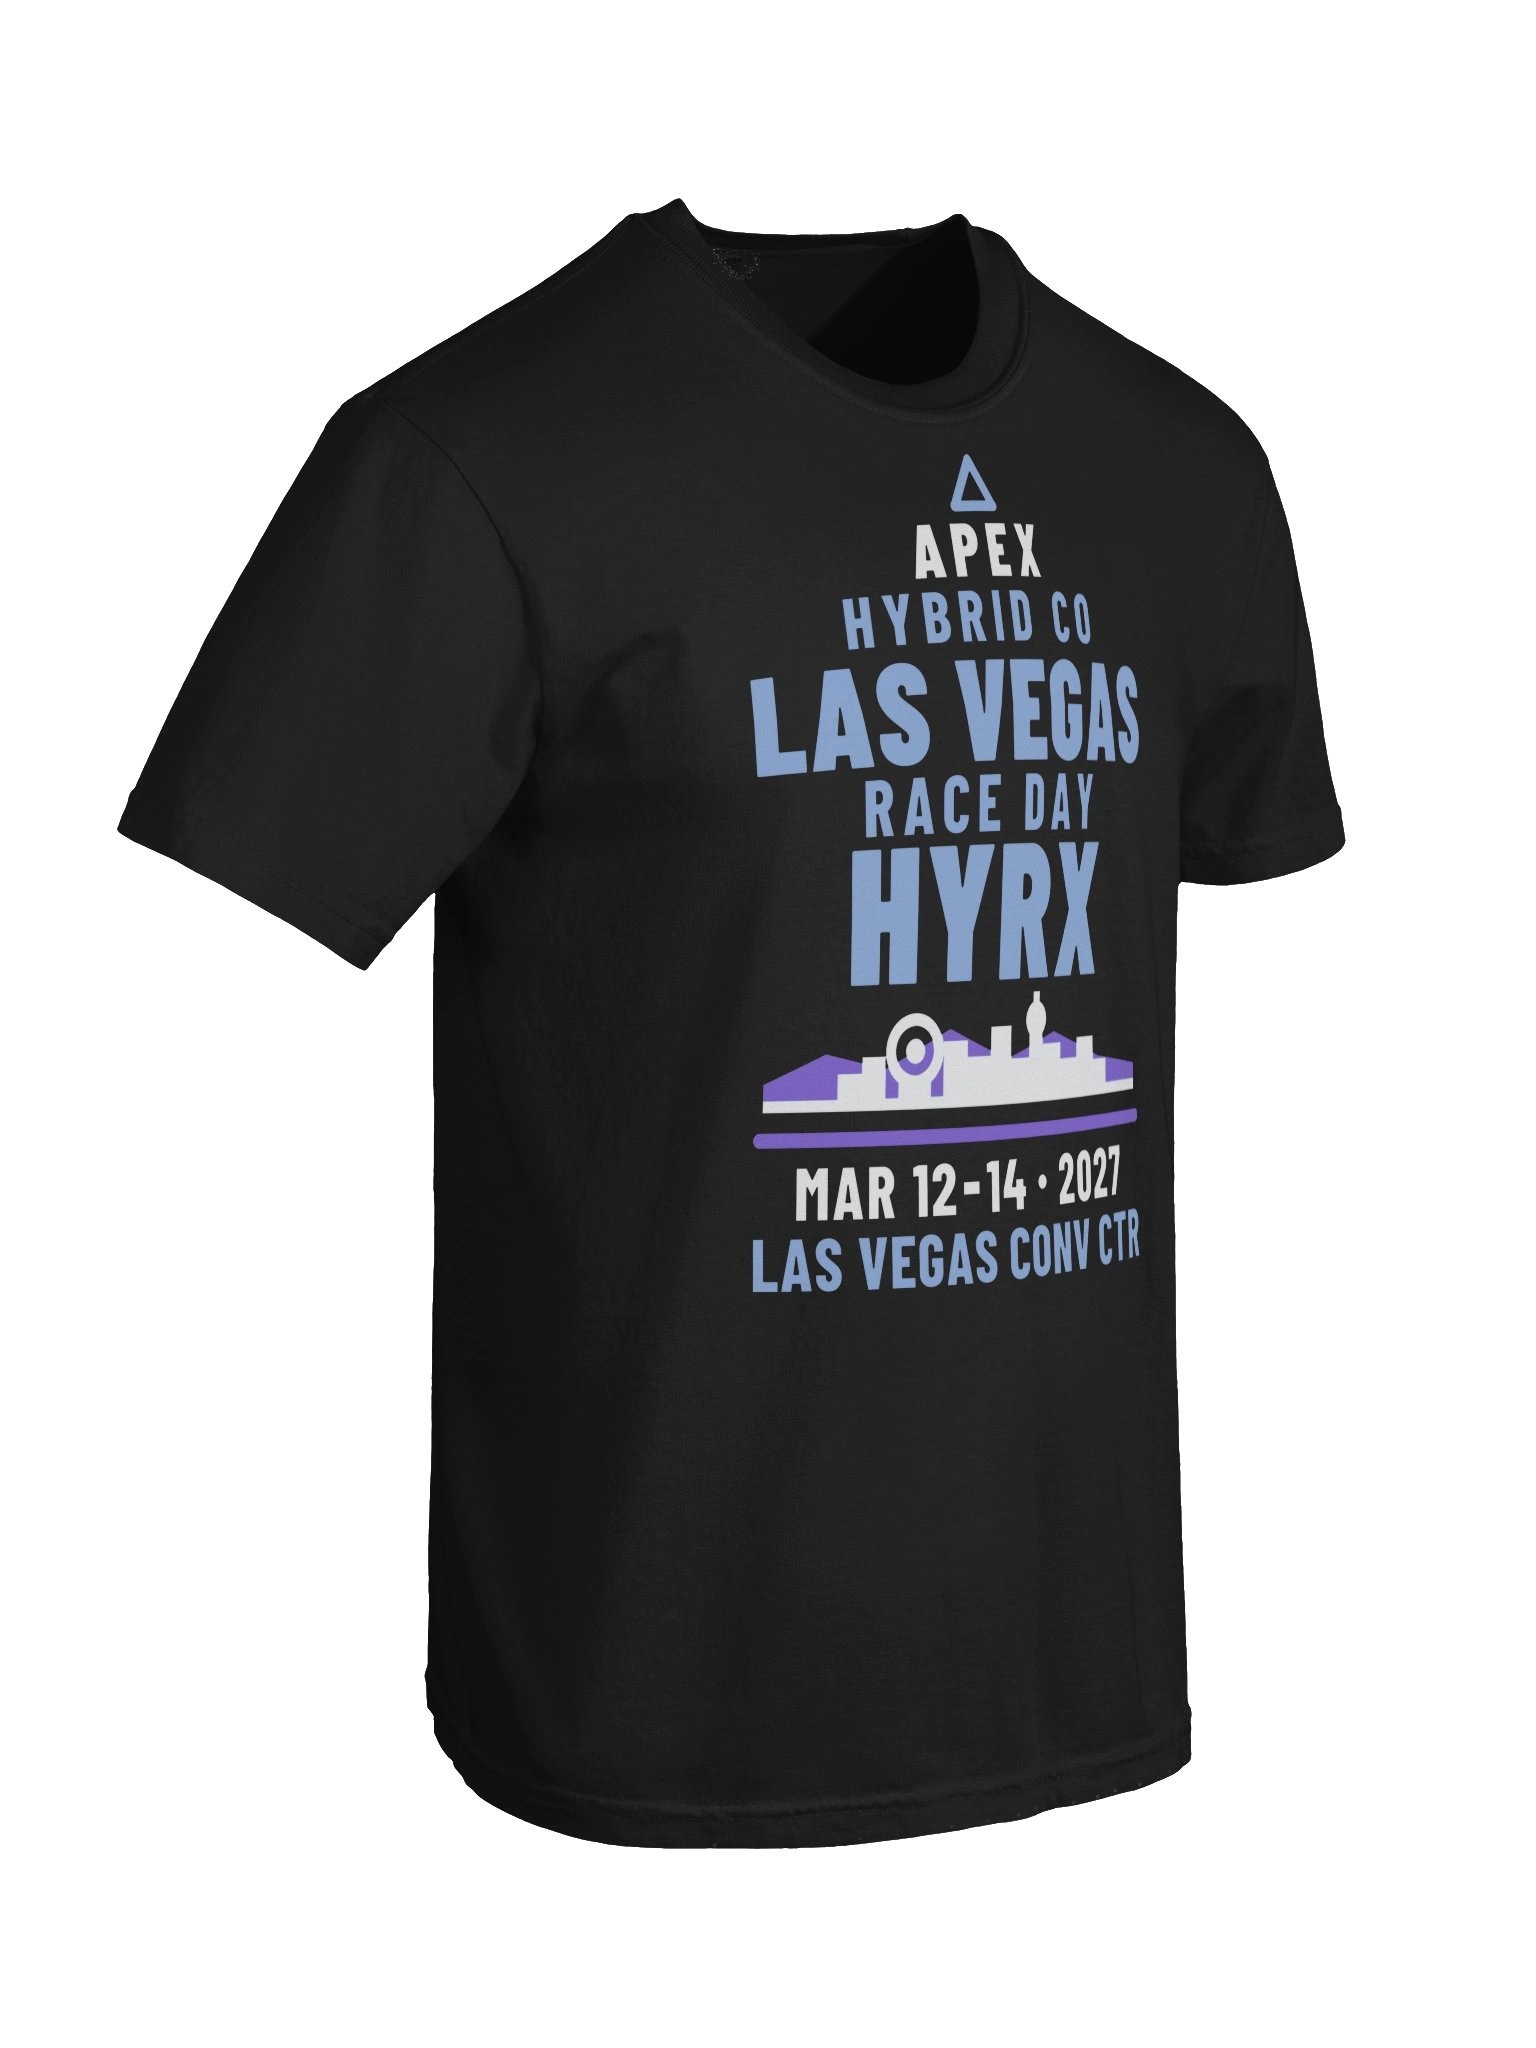 APEX
HYBRID CO
LAS VEGAS
RACE DAY
HYRX
MAR 12-14 • 2027
LAS VEGAS CONV CTR